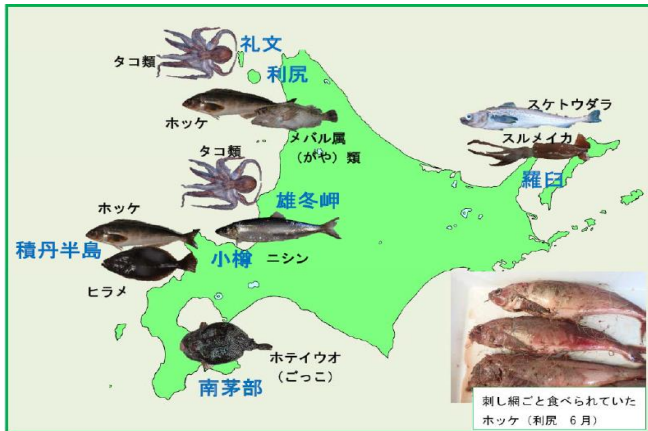 礼文
タコ類
利尻
ホッケ
メバル属
(がや)類
スケトウダラ
スルメイカ
羅臼
タコ類
雄冬岬
ホッケ
積丹半島
小樽
ニシン
ヒラメ
ホテイウオ
(ごっこ)
南茅部
刺し網ごと食べられていた
ホッケ(利尻 6月)